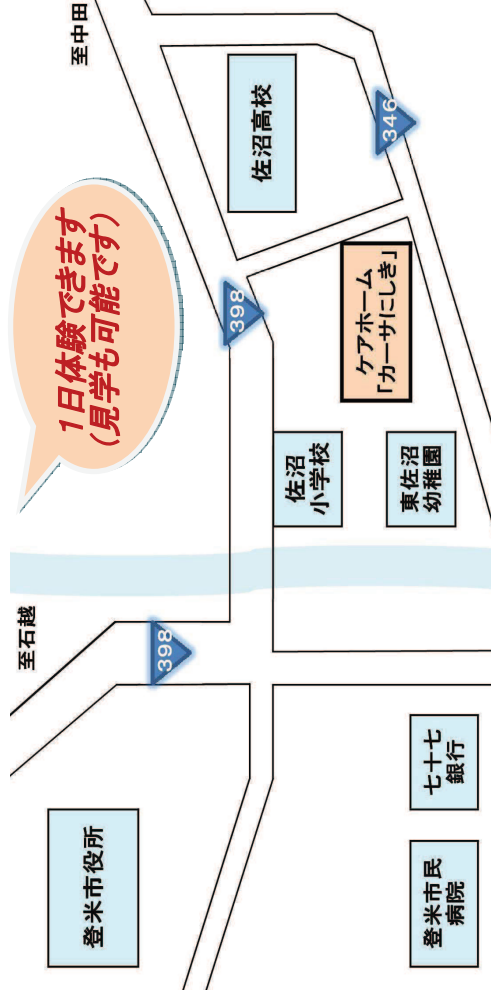 至石越
1日体験できます
(見学も可能です)
至中田
登米市役所
398
398
佐沼高校
佐沼
小学校
346
ケアホーム
「カーサにしき」
登米市民
病院
七十七
銀行
東佐沼
幼稚園